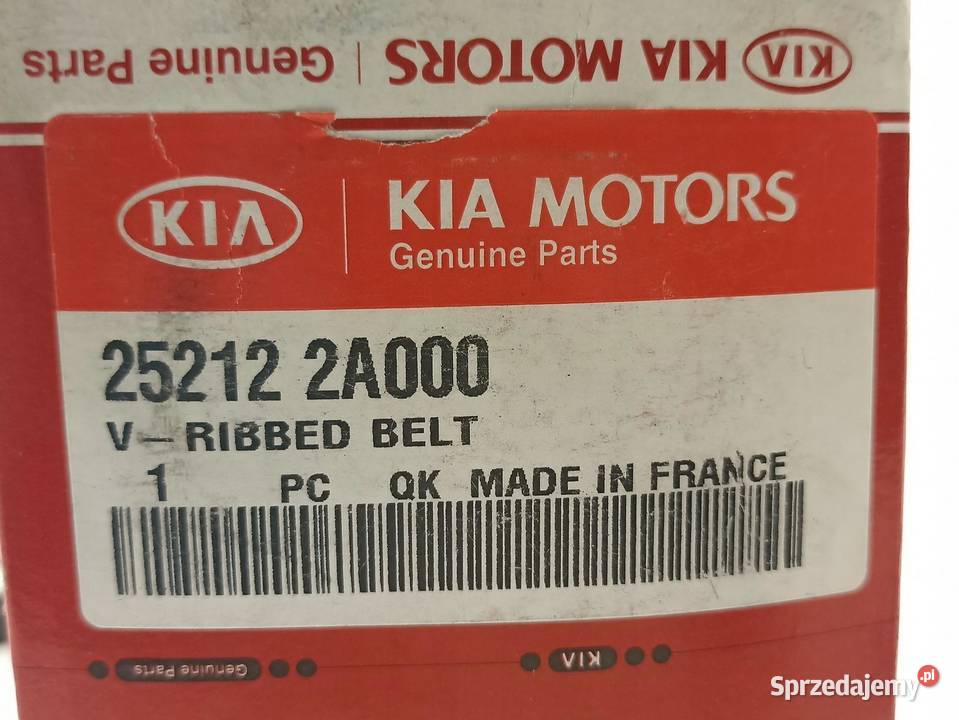 KIA KIA MOTORS | Genuine Parts
KIA | KIA MOTORS
Genuine Parts
25212 2A000
V-RIBBED BELT
1 PC QK MADE IN FRANCE
Genuine Parts KIA
Sprzedajemy.pl